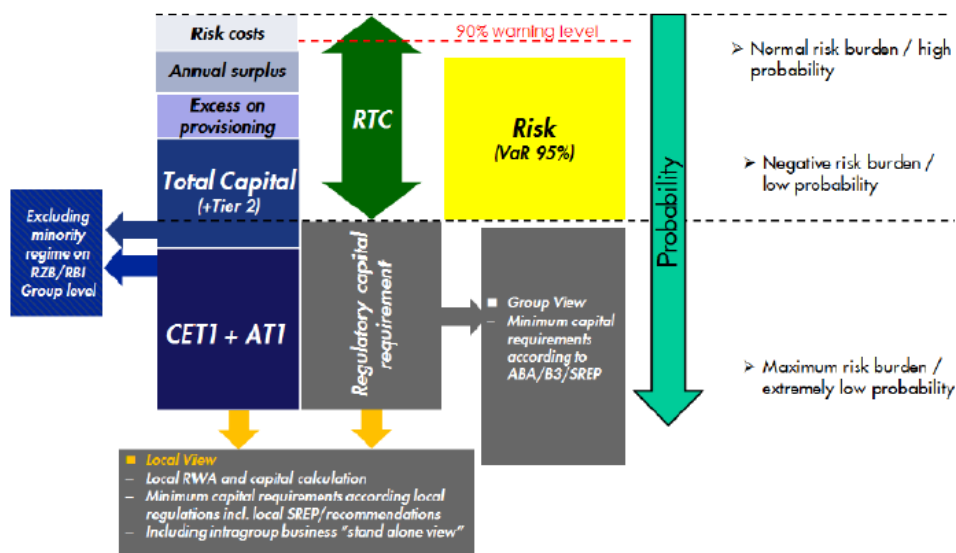 Risk costs
90% warning level
Annual surplus
Excess on
provisioning
RTC
Risk
(VaR 95%)
Total Capital
(+Tier 2)
Excluding
minority
regime on
RZB/RBI
Group level
CET1 + AT1
Regulatory capital
requirement
■ Group View
– Minimum capital
requirements
according to
ABA/B3/SREP
Probability
➢ Normal risk burden / high
probability
➢ Negative risk burden /
low probability
➢ Maximum risk burden /
extremely low probability
■ Local View
– Local RWA and capital calculation
– Minimum capital requirements according local
regulations incl. local SREP/recommendations
– Including intragroup business “stand alone view”